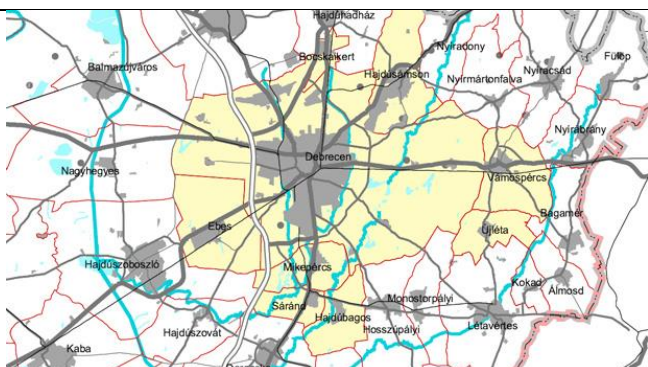 Hajdúhadház
Bocskaikert
Nyíradony
Balmazújváros
Hajdúsámson
Nyírmártonfalva
Nyíracsád
Fülöp
Nyírábrány
Debrecen
Nagyhegyes
Vámospércs
Bagamér
Ebes
Újléta
Hajdúszoboszló
Mikepércs
Kokad
Álmosd
Sáránd
Monostorpályi
Hajdúbagos
Hajdúszovát
Hosszúpályi
Létavértes
Kaba